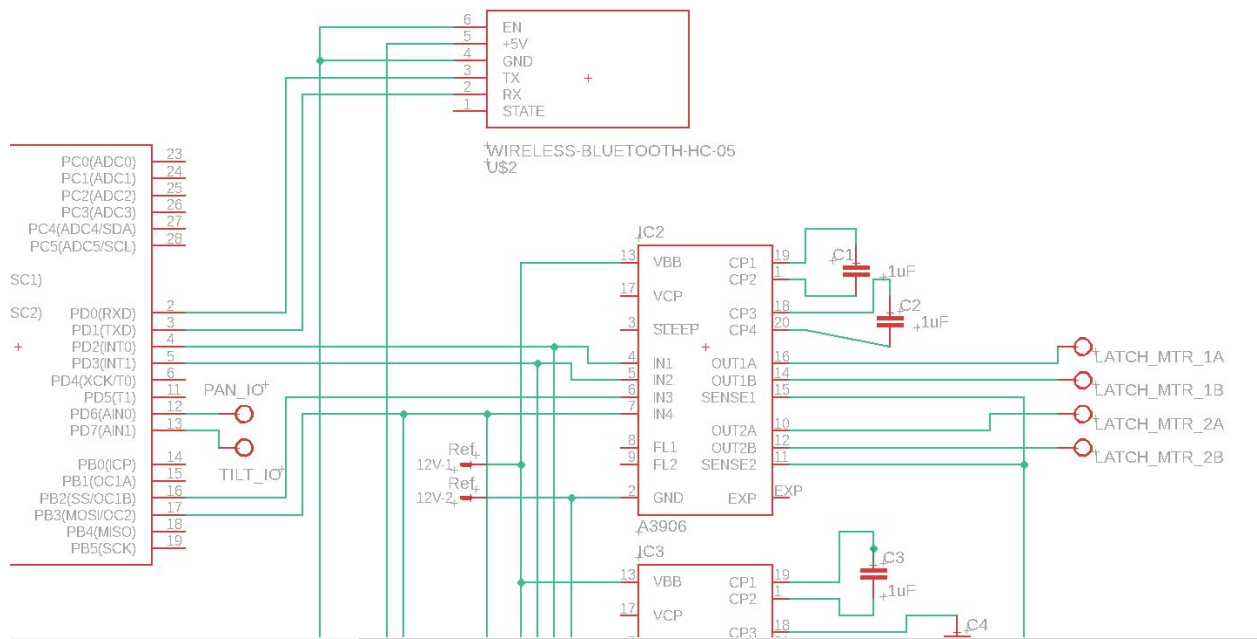 6 EN
5 +5V
4 GND
3 TX
2 RX
1 STATE
WIRELESS-BLUETOOTH-HC-05
U$2
PC0(ADC0) 23
PC1(ADC1) 24
PC2(ADC2) 25
PC3(ADC3) 26
PC4(ADC4/SDA) 27
PC5(ADC5/SCL) 28
SC1)
SC2)
PD0(RXD) 2
PD1(TXD) 3
PD2(INT0) 4
PD3(INT1) 5
PD4(XCK/T0) 6
PD5(T1) 11
PD6(AIN0) 12
PD7(AIN1) 13
PAN_IO
TILT_IO
PB0(ICP) 14
PB1(OC1A) 15
PB2(SS/OC1B) 16
PB3(MOSI/OC2) 17
PB4(MISO) 18
PB5(SCK) 19
Ref
12V-1
Ref
12V-2
IC2
13 VBB CP1 19
CP2 1
17 VCP CP3 18
3 SLEEP CP4 20
4 IN1 OUT1A 16
5 IN2 OUT1B 14
6 IN3 SENSE1 15
7 IN4 OUT2A 10
8 FL1 OUT2B 12
9 FL2 SENSE2 11
2 GND EXP EXP
A3906
C1
1uF
C2
1uF
LATCH_MTR_1A
LATCH_MTR_1B
LATCH_MTR_2A
LATCH_MTR_2B
IC3
13 VBB CP1 19
CP2 1
17 VCP CP3 18
C3
1uF
C4